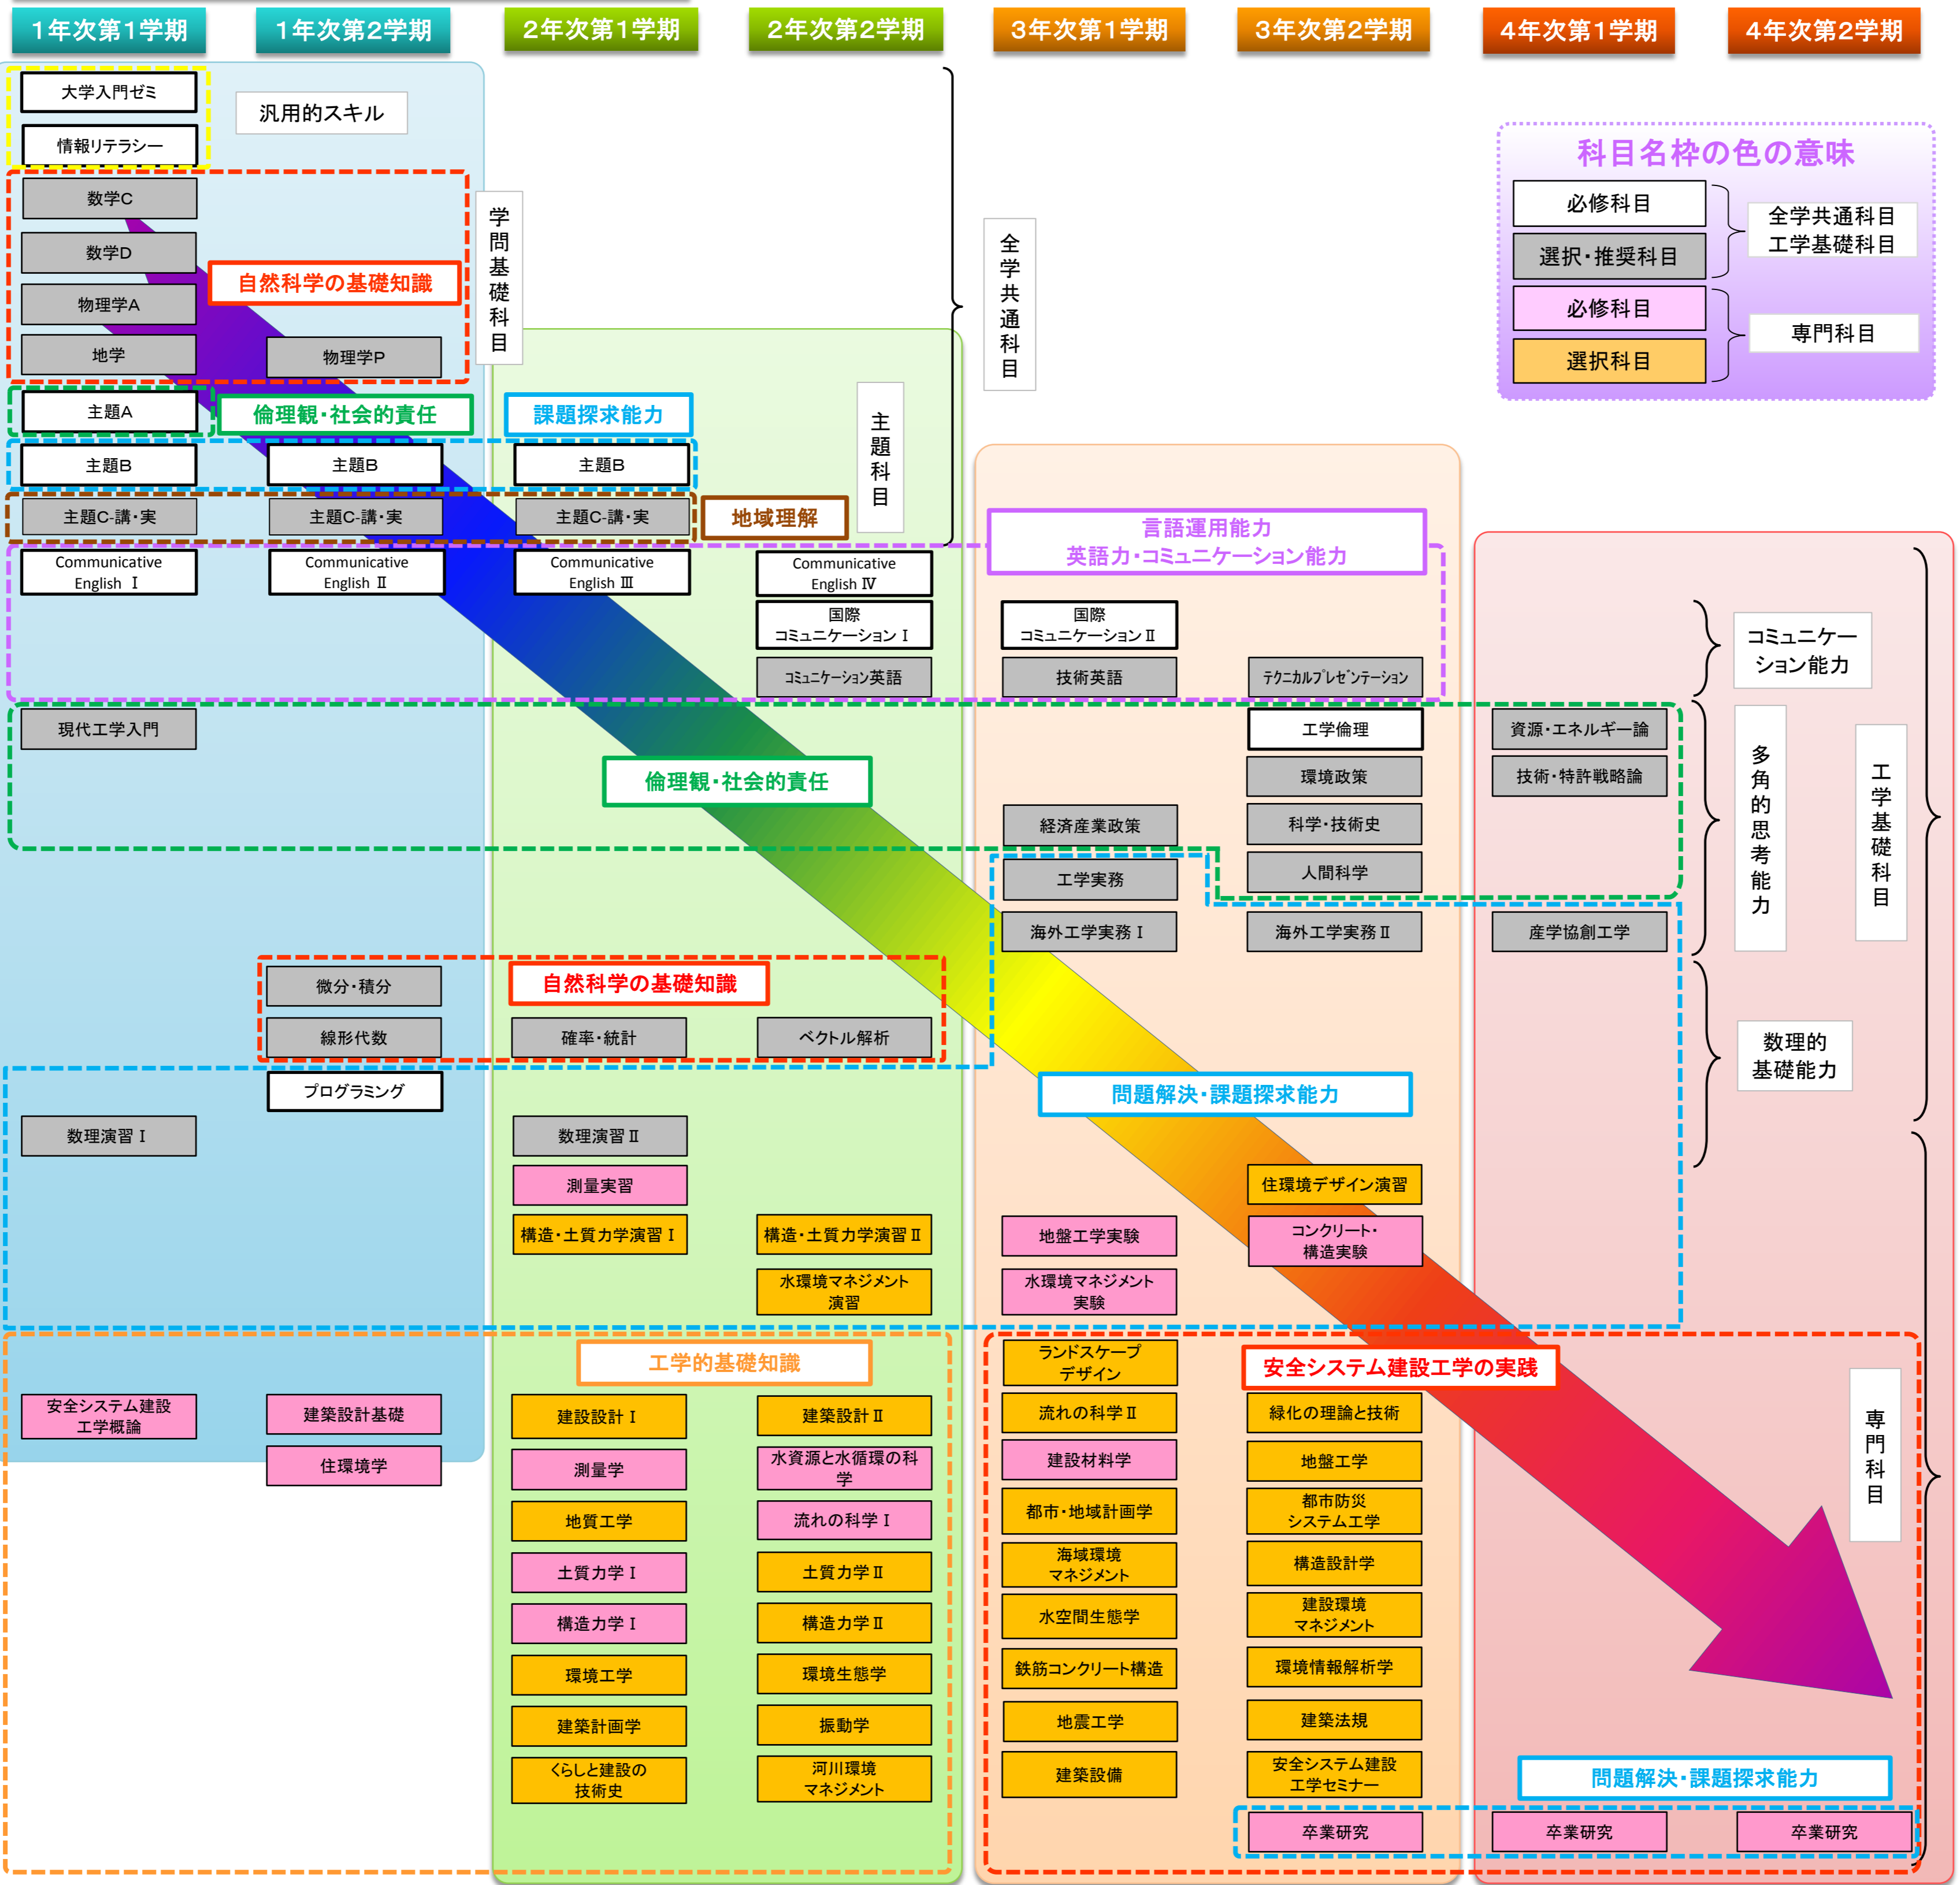 1年次第1学期
1年次第2学期
2年次第1学期
2年次第2学期
3年次第1学期
3年次第2学期
4年次第1学期
4年次第2学期
大学入門ゼミ
汎用的スキル
情報リテラシー
科目名枠の色の意味
必修科目
選択・推奨科目
全学共通科目
工学基礎科目
必修科目
選択科目
専門科目
数学C
数学D
自然科学の基礎知識
物理学A
地学
物理学P
学問基礎科目
全学共通科目
主題A
倫理観・社会的責任
課題探求能力
主題科目
主題B
主題B
主題B
主題C-講・実
主題C-講・実
主題C-講・実
地域理解
言語運用能力
英語力・コミュニケーション能力
Communicative
English Ⅰ
Communicative
English Ⅱ
Communicative
English Ⅲ
Communicative
English Ⅳ
国際
コミュニケーションⅠ
国際
コミュニケーションⅡ
コミュニケーション英語
技術英語
テクニカルプレゼンテーション
コミュニケー
ション能力
現代工学入門
工学倫理
資源・エネルギー論
倫理観・社会的責任
環境政策
技術・特許戦略論
経済産業政策
科学・技術史
工学実務
人間科学
海外工学実務Ⅰ
海外工学実務Ⅱ
産学協創工学
多角的思考能力
工学基礎科目
微分・積分
自然科学の基礎知識
線形代数
確率・統計
ベクトル解析
数理的
基礎能力
プログラミング
問題解決・課題探求能力
数理演習Ⅰ
数理演習Ⅱ
測量実習
住環境デザイン演習
構造・土質力学演習Ⅰ
構造・土質力学演習Ⅱ
地盤工学実験
コンクリート・
構造実験
水環境マネジメント
演習
水環境マネジメント
実験
工学的基礎知識
ランドスケープ
デザイン
安全システム建設工学の実践
専門科目
安全システム建設
工学概論
建築設計基礎
建設設計Ⅰ
建築設計Ⅱ
流れの科学Ⅱ
緑化の理論と技術
住環境学
測量学
水資源と水循環の科
学
建設材料学
地盤工学
地質工学
流れの科学Ⅰ
都市・地域計画学
都市防災
システム工学
土質力学Ⅰ
土質力学Ⅱ
海域環境
マネジメント
構造設計学
構造力学Ⅰ
構造力学Ⅱ
水空間生態学
建設環境
マネジメント
環境工学
環境生態学
鉄筋コンクリート構造
環境情報解析学
建築計画学
振動学
地震工学
建築法規
くらしと建設の
技術史
河川環境
マネジメント
建築設備
安全システム建設
工学セミナー
問題解決・課題探求能力
卒業研究
卒業研究
卒業研究